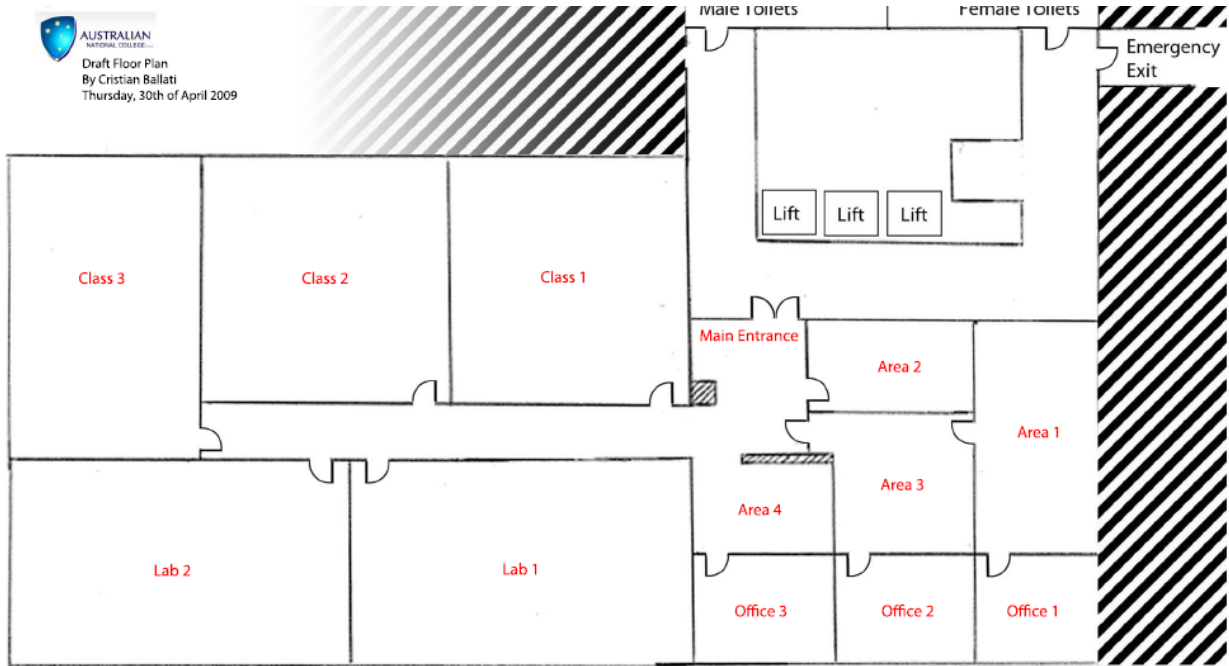 AUSTRALIAN
NATIONAL COLLEGE
Draft Floor Plan
By Cristian Ballati
Thursday, 30th of April 2009
Male Toilets
Female Toilets
Emergency
Exit
Lift
Lift
Lift
Class 3
Class 2
Class 1
Main Entrance
Area 2
Area 1
Area 3
Area 4
Lab 2
Lab 1
Office 3
Office 2
Office 1